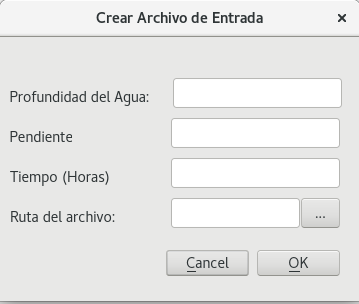 Crear Archivo de Entrada ×
Profundidad del Agua:
Pendiente
Tiempo (Horas)
Ruta del archivo: ...
Cancel OK